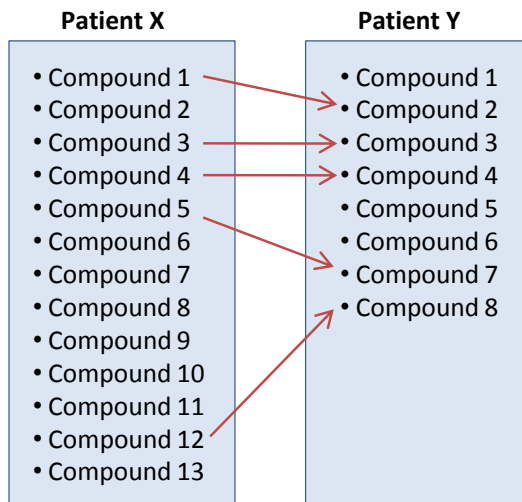 Patient X
• Compound 1
• Compound 2
• Compound 3
• Compound 4
• Compound 5
• Compound 6
• Compound 7
• Compound 8
• Compound 9
• Compound 10
• Compound 11
• Compound 12
• Compound 13
Patient Y
• Compound 1
• Compound 2
• Compound 3
• Compound 4
• Compound 5
• Compound 6
• Compound 7
• Compound 8